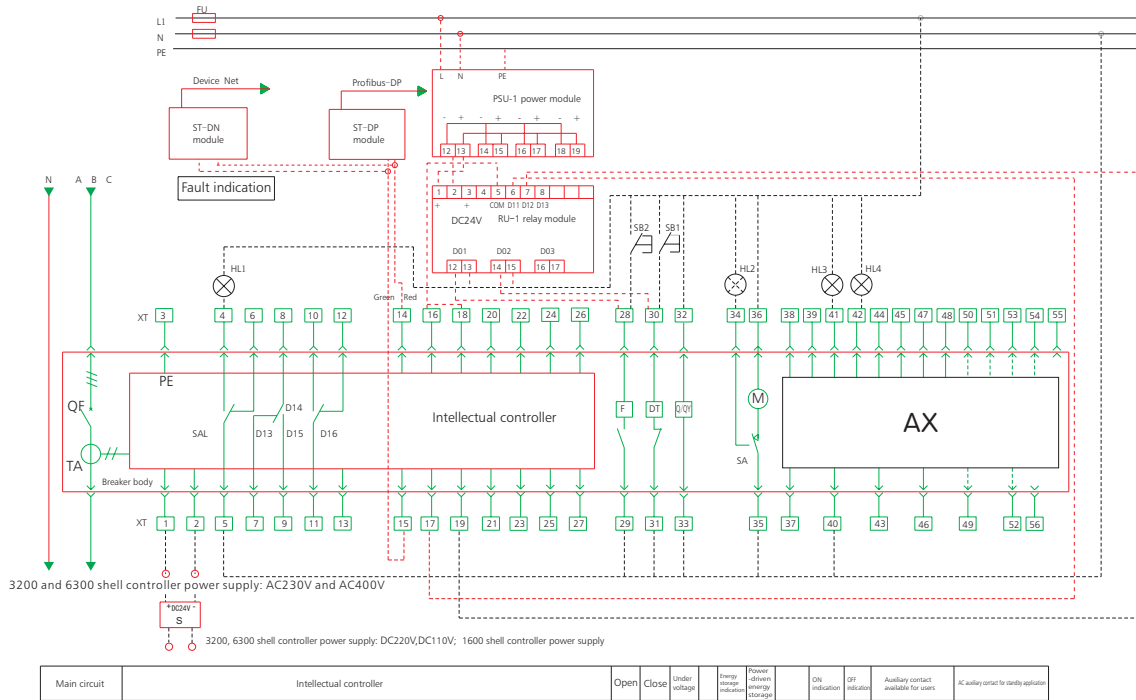 FU
L1
N
PE
L N PE
PSU-1 power module
- + - + - + - +
12 13 14 15 16 17 18 19
Device Net
ST-DN
module
Profibus-DP
ST-DP
module
Fault indication
N A B C
1 2 3 4 5 6 7 8
+ + COM D11 D12 D13
DC24V RU-1 relay module
D01 D02 D03
12 13 14 15 16 17
SB2 SB1
HL1 HL2 HL3 HL4
Green Red
XT 3 4 6 8 10 12 14 16 18 20 22 24 26 28 30 32 34 36 38 39 41 42 44 45 47 48 50 51 53 54 55
PE
QF
TA
SAL D13 D14 D15 D16
Intellectual controller
F DT Q/QY M
SA
AX
Breaker body
XT 1 2 5 7 9 11 13 15 17 19 21 23 25 27 29 31 33 35 37 40 43 46 49 52 56
3200 and 6300 shell controller power supply: AC230V and AC400V
+ DC24V -
S
3200, 6300 shell controller power supply: DC220V,DC110V; 1600 shell controller power supply
Main circuit
Intellectual controller
Open
Close
Under
voltage
Energy
storage
indication
Power
-driven
energy
storage
ON
indication
OFF
indication
Auxiliary contact
available for users
AC auxiliary contact for standby application